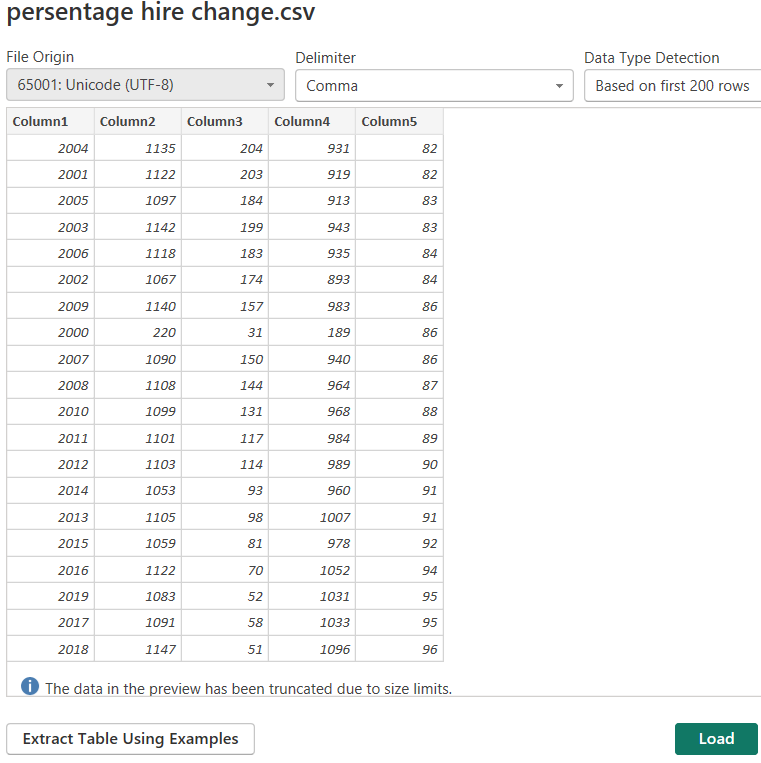 persentage hire change.csv
File Origin Delimiter Data Type Detection
65001: Unicode (UTF-8) Comma Based on first 200 rows
Column1 Column2 Column3 Column4 Column5
2004 1135 204 931 82
2001 1122 203 919 82
2005 1097 184 913 83
2003 1142 199 943 83
2006 1118 183 935 84
2002 1067 174 893 84
2009 1140 157 983 86
2000 220 31 189 86
2007 1090 150 940 86
2008 1108 144 964 87
2010 1099 131 968 88
2011 1101 117 984 89
2012 1103 114 989 90
2014 1053 93 960 91
2013 1105 98 1007 91
2015 1059 81 978 92
2016 1122 70 1052 94
2019 1083 52 1031 95
2017 1091 58 1033 95
2018 1147 51 1096 96
The data in the preview has been truncated due to size limits.
Extract Table Using Examples Load